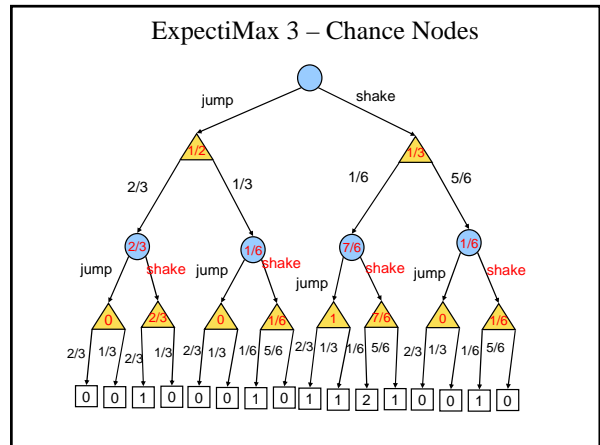 ExpectiMax 3 – Chance Nodes
jump shake
1/2 1/3
2/3 1/3 1/6 5/6
2/3 1/6 7/6 1/6
jump shake jump shake jump shake jump shake
0 2/3 0 1/6 1 7/6 0 1/6
2/3 1/3 2/3 1/3 2/3 1/3 1/6 5/6 2/3 1/3 1/6 5/6 2/3 1/3 1/6 5/6
0 0 1 0 0 0 1 0 1 1 2 1 0 0 1 0